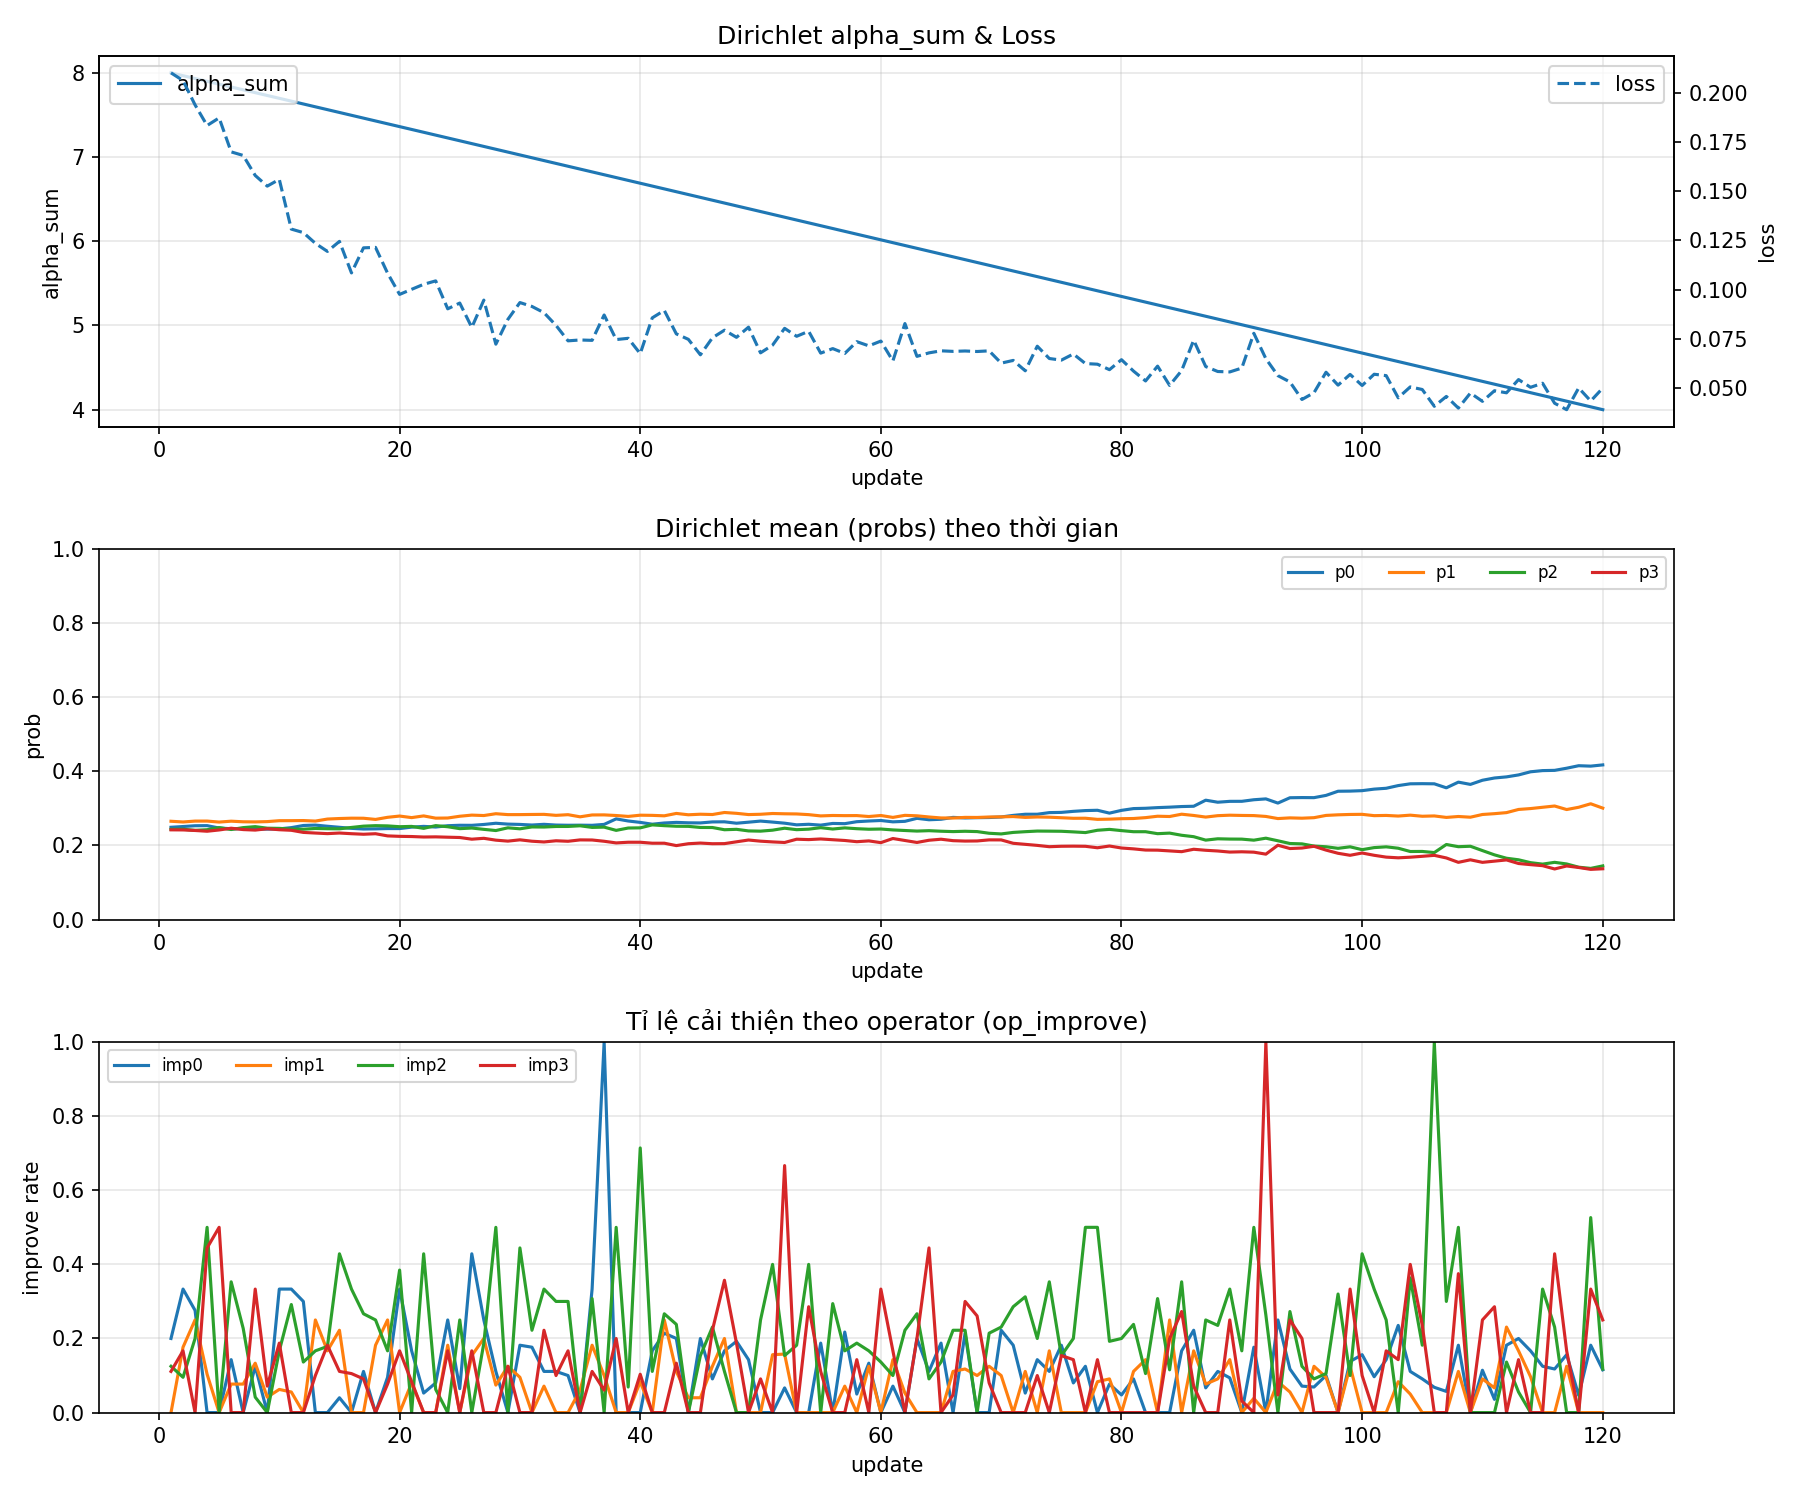 Dirichlet alpha_sum & Loss
alpha_sum
loss
8
7
6
5
4
0.200
0.175
0.150
0.125
0.100
0.075
0.050
alpha_sum
loss
0 20 40 60 80 100 120
update
Dirichlet mean (probs) theo thời gian
p0 p1 p2 p3
1.0
0.8
0.6
0.4
0.2
0.0
prob
0 20 40 60 80 100 120
update
Tỉ lệ cải thiện theo operator (op_improve)
imp0 imp1 imp2 imp3
1.0
0.8
0.6
0.4
0.2
0.0
improve rate
0 20 40 60 80 100 120
update